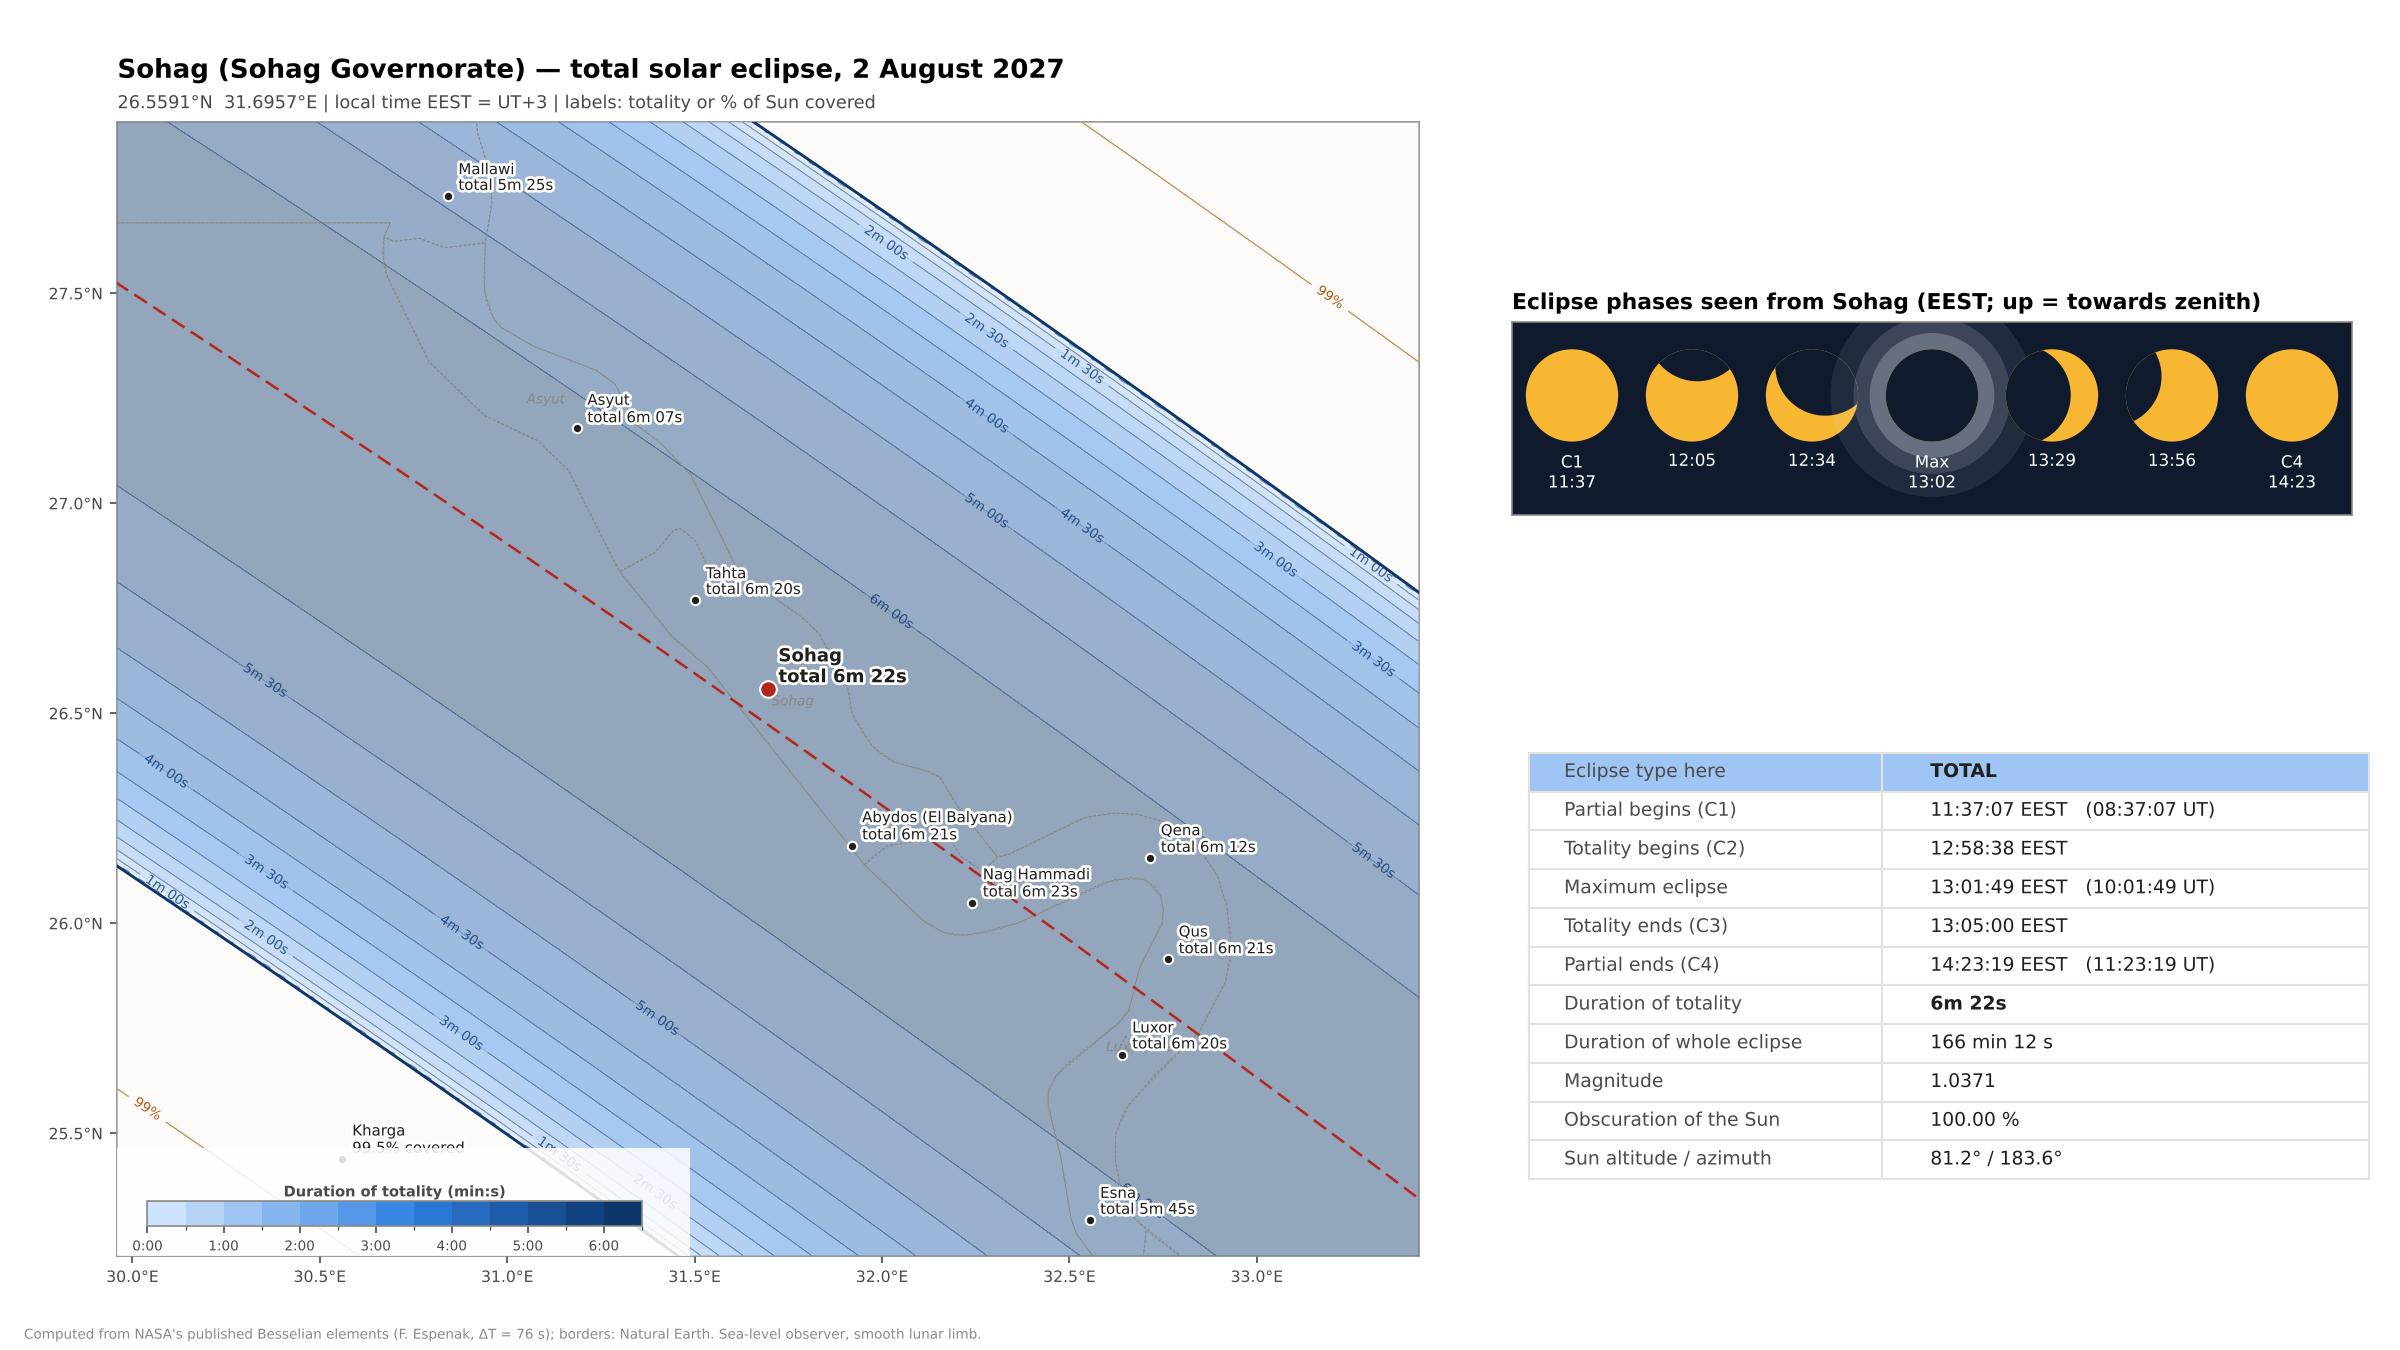 Sohag (Sohag Governorate) — total solar eclipse, 2 August 2027
26.5591°N  31.6957°E | local time EEST = UT+3 | labels: totality or % of Sun covered
Mallawi
total 5m 25s
2m 00s
99%
27.5°N
2m 30s
1m 30s
Asyut
Asyut
total 6m 07s
4m 00s
27.0°N
5m 00s
4m 30s
3m 00s
1m 00s
Tahta
total 6m 20s
6m 00s
3m 30s
Sohag
total 6m 22s
Sohag
5m 30s
26.5°N
4m 00s
Abydos (El Balyana)
total 6m 21s
Qena
total 6m 12s
5m 30s
3m 30s
Nag Hammadi
total 6m 23s
1m 00s
26.0°N
2m 00s
4m 30s
Qus
total 6m 21s
3m 00s
5m 00s
Luxor
total 6m 20s
99%
25.5°N
Kharga
99.5% covered
1m 30s
2m 30s
Esna
total 5m 45s
Duration of totality (min:s)
0:00 1:00 2:00 3:00 4:00 5:00 6:00
30.0°E 30.5°E 31.0°E 31.5°E 32.0°E 32.5°E 33.0°E
Eclipse phases seen from Sohag (EEST; up = towards zenith)
C1 12:05 12:34 Max 13:29 13:56 C4
11:37 13:02 14:23
Eclipse type here TOTAL
Partial begins (C1) 11:37:07 EEST (08:37:07 UT)
Totality begins (C2) 12:58:38 EEST
Maximum eclipse 13:01:49 EEST (10:01:49 UT)
Totality ends (C3) 13:05:00 EEST
Partial ends (C4) 14:23:19 EEST (11:23:19 UT)
Duration of totality 6m 22s
Duration of whole eclipse 166 min 12 s
Magnitude 1.0371
Obscuration of the Sun 100.00 %
Sun altitude / azimuth 81.2° / 183.6°
Computed from NASA's published Besselian elements (F. Espenak, ΔT = 76 s); borders: Natural Earth. Sea-level observer, smooth lunar limb.